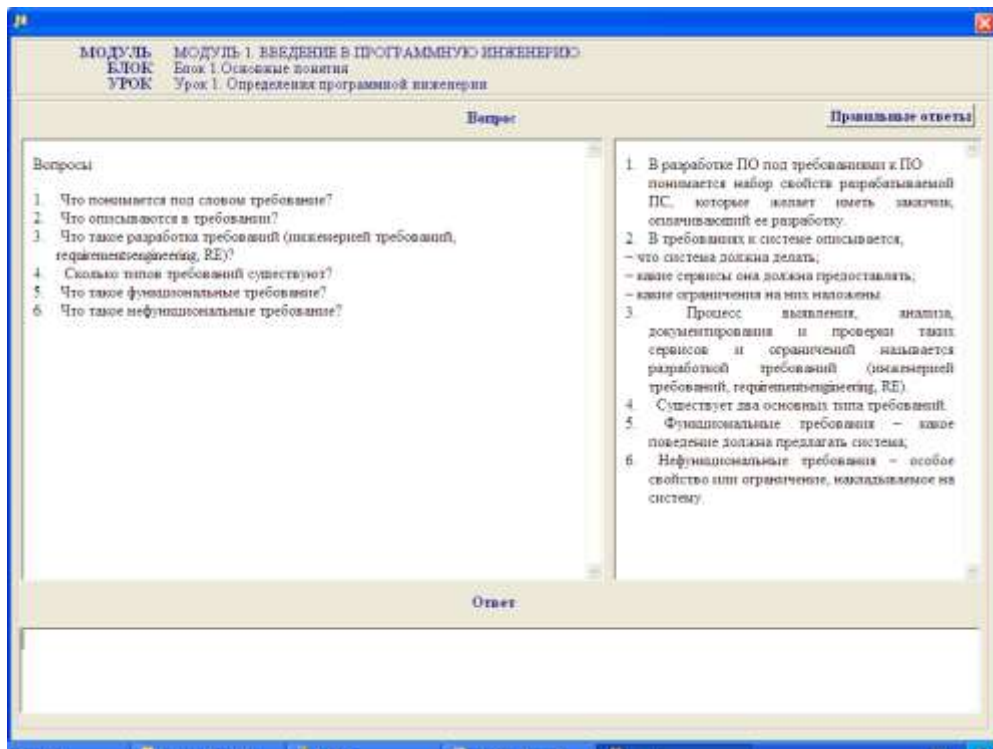 МОДУЛЬ МОДУЛЬ 1. ВВЕДЕНИЕ В ПРОГРАММНУЮ ИНЖЕНЕРИЮ
БЛОК Блок 1.Основные понятия
УРОК Урок 1. Определения программной инженерии
Вопрос
Правильные ответы
Вопросы
1. Что понимается под словом требование?
2. Что описываются в требовании?
3. Что такое разработка требований (инженерией требований,
requirementsengineering, RE)?
4. Сколько типов требований существуют?
5. Что такое функциональные требование?
6. Что такое нефункциональные требование?
1. В разработке ПО под требованиями к ПО
понимается набор свойств разрабатываемой
ПС, которые желает иметь заказчик,
оплачивающий ее разработку.
2. В требованиях к системе описывается,
– что система должна делать;
– какие сервисы она должна предоставлять;
– какие ограничения на них наложены.
3. Процесс выявления, анализа,
документирования и проверки таких
сервисов и ограничений называется
разработкой требований (инженерией
требований, requirementsengineering, RE).
4. Существует два основных типа требований.
5. Функциональные требования – какое
поведение должна предлагать система;
6. Нефункциональные требования – особое
свойство или ограничение, накладываемое на
систему.
Ответ